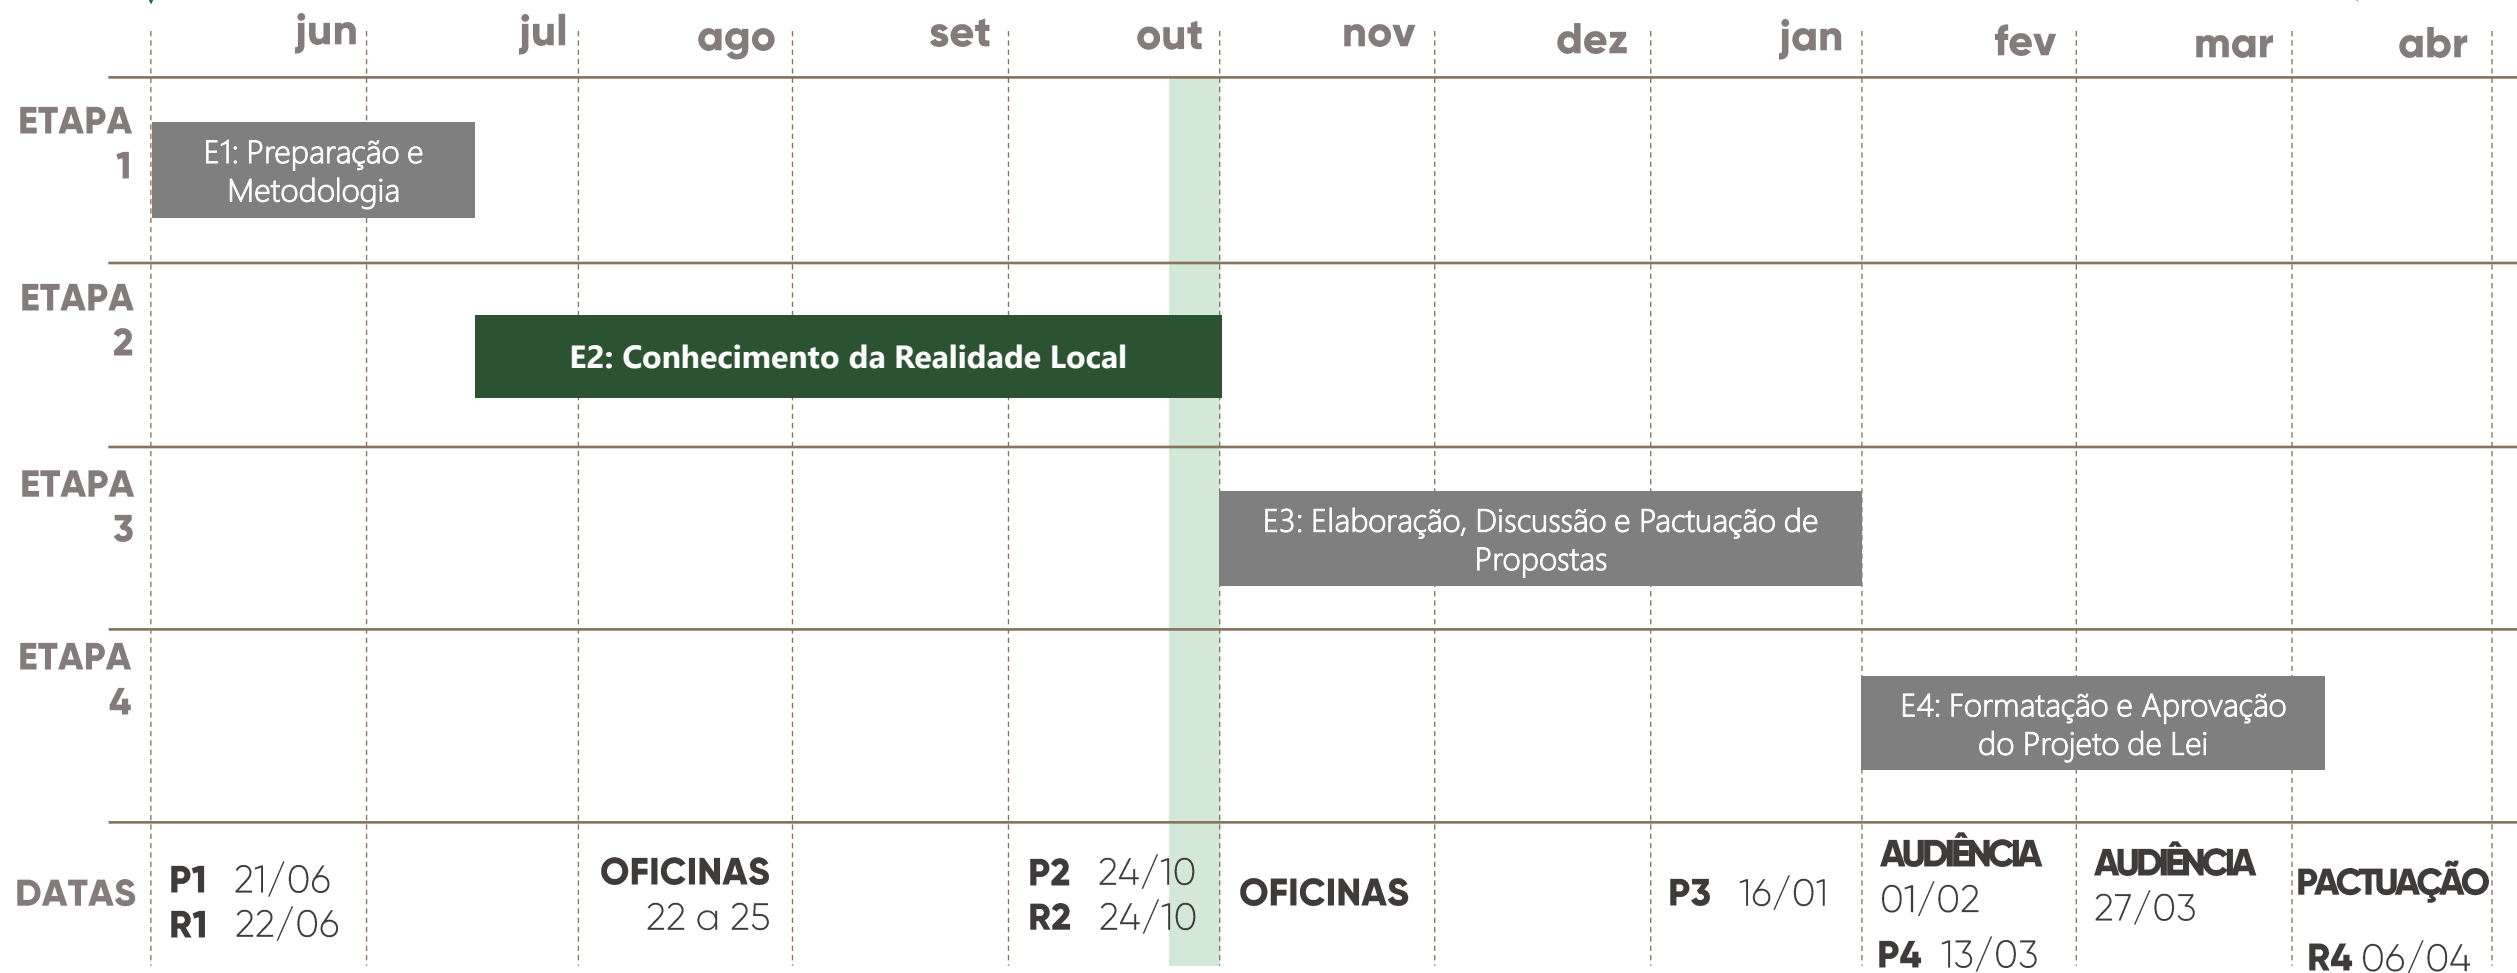 jun jul ago set out nov dez jan fev mar abr
ETAPA
1
E1: Preparação e
Metodologia
ETAPA
2
E2: Conhecimento da Realidade Local
ETAPA
3
E3: Elaboração, Discussão e Pactuação de
Propostas
ETAPA
4
E4: Formatação e Aprovação
do Projeto de Lei
DATAS
P1 21/06
R1 22/06
OFICINAS
22 a 25
P2 24/10
R2 24/10
OFICINAS
P3 16/01
AUDIÊNCIA
01/02
P4 13/03
AUDIÊNCIA
27/03
PACTUAÇÃO
R4 06/04